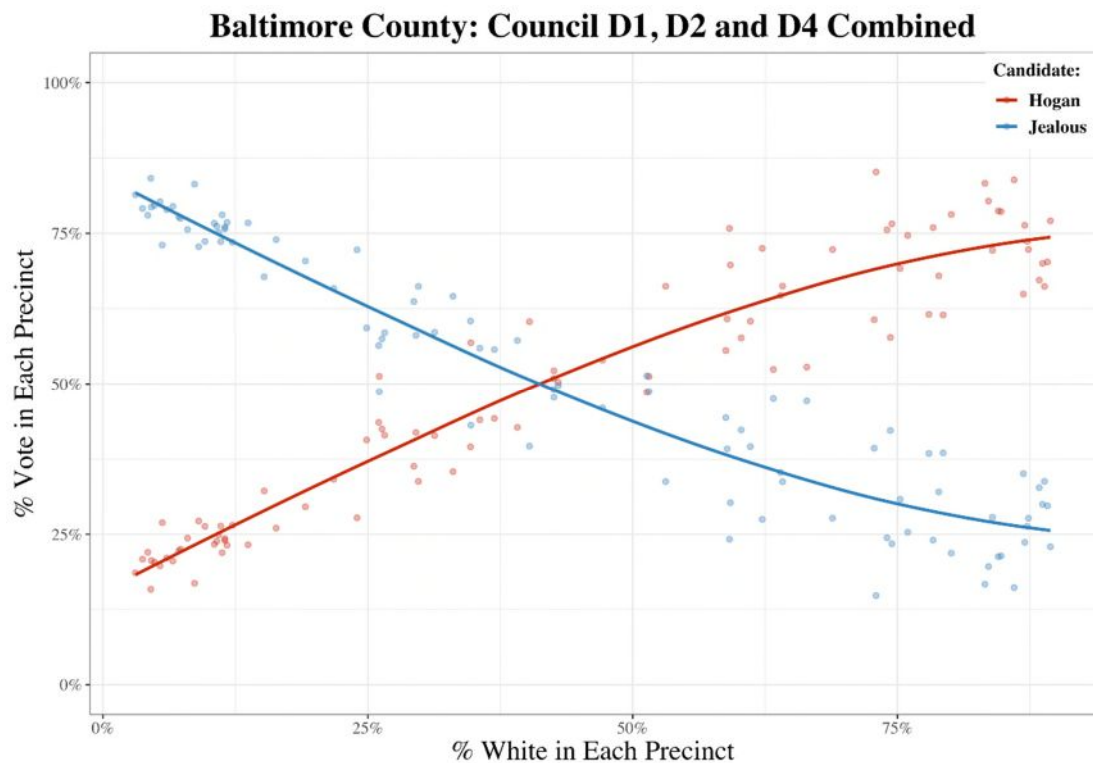 Baltimore County: Council D1, D2 and D4 Combined
Candidate:
Hogan
Jealous
100%
75%
50%
25%
0%
% Vote in Each Precinct
0%
25%
50%
75%
% White in Each Precinct